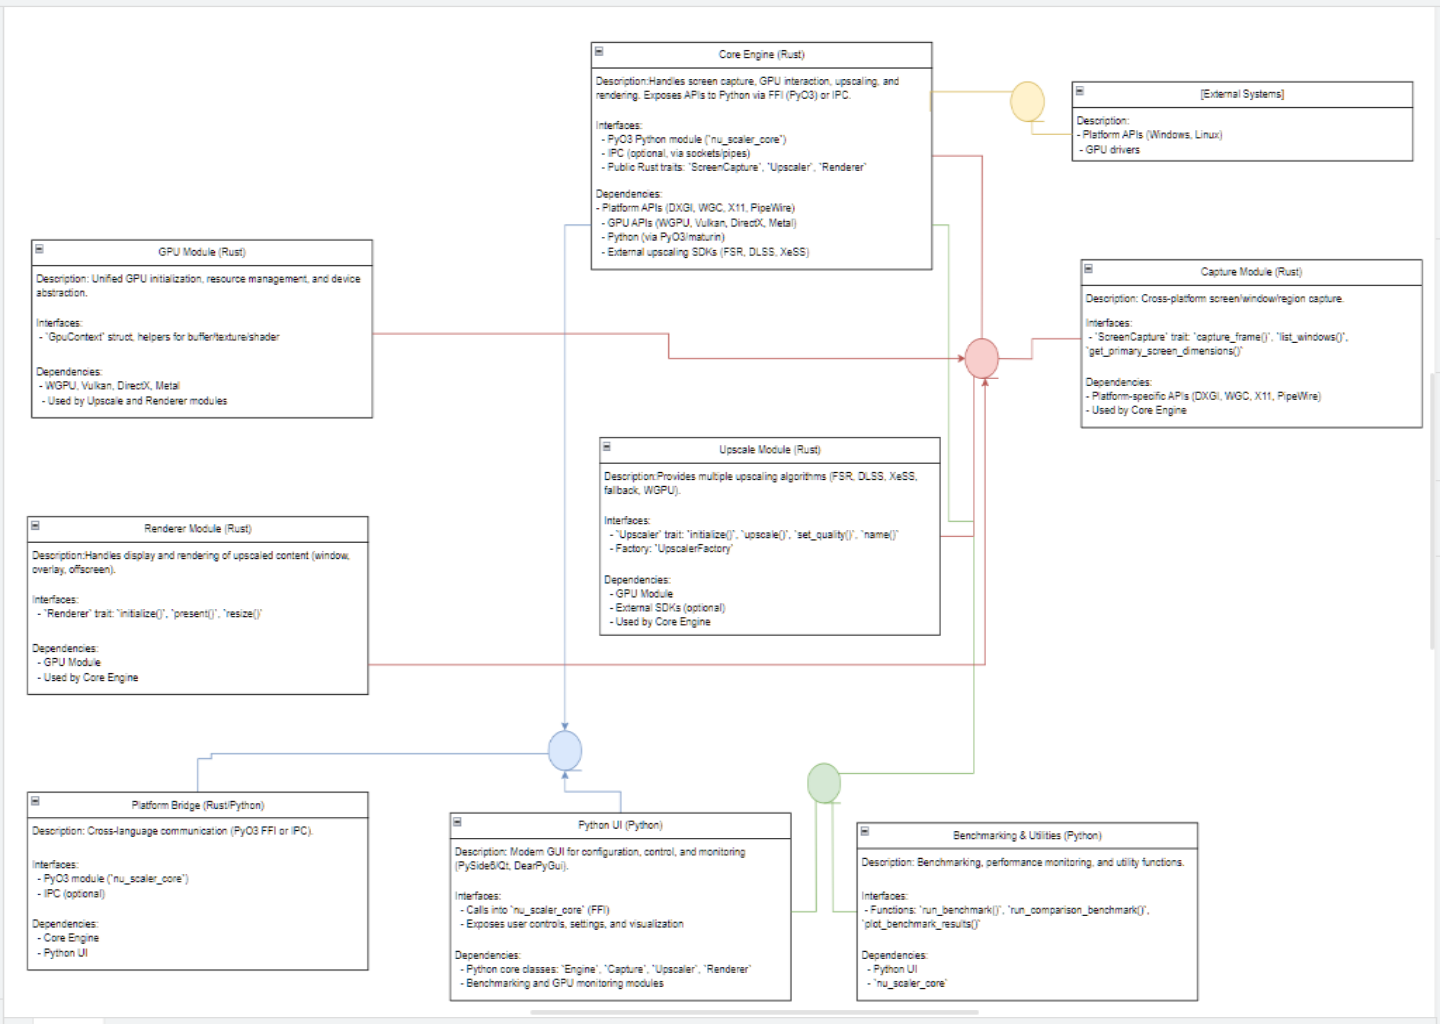 Core Engine (Rust)
Description:Handles screen capture, GPU interaction, upscaling, and
rendering. Exposes APIs to Python via FFI (PyO3) or IPC.
Interfaces:
- PyO3 Python module ("nu_scaler_core")
- IPC (optional, via sockets/pipes)
- Public Rust traits: `ScreenCapture`, `Upscaler`, `Renderer`
Dependencies:
- Platform APIs (DXGI, WGC, X11, PipeWire)
- GPU APIs (WGPU, Vulkan, DirectX, Metal)
- Python (via PyO3/maturin)
- External upscaling SDKs (FSR, DLSS, XeSS)
[External Systems]
Description:
- Platform APIs (Windows, Linux)
- GPU drivers
GPU Module (Rust)
Description: Unified GPU initialization, resource management, and device
abstraction.
Interfaces:
- `GpuContext` struct, helpers for buffer/texture/shader
Dependencies:
- WGPU, Vulkan, DirectX, Metal
- Used by Upscale and Renderer modules
Capture Module (Rust)
Description: Cross-platform screen/window/region capture.
Interfaces:
- `ScreenCapture` trait: `capture_frame()`, `list_windows()`,
`get_primary_screen_dimensions()`
Dependencies:
- Platform-specific APIs (DXGI, WGC, X11, PipeWire)
- Used by Core Engine
Upscale Module (Rust)
Description:Provides multiple upscaling algorithms (FSR, DLSS, XeSS,
fallback, WGPU).
Interfaces:
- `Upscaler` trait: `initialize()`, `upscale()`, `set_quality()`, `name()`
- Factory: `UpscalerFactory`
Dependencies:
- GPU Module
- External SDKs (optional)
- Used by Core Engine
Renderer Module (Rust)
Description:Handles display and rendering of upscaled content (window,
overlay, offscreen).
Interfaces:
- `Renderer` trait: `initialize()`, `present()`, `resize()`
Dependencies:
- GPU Module
- Used by Core Engine
Platform Bridge (Rust/Python)
Description: Cross-language communication (PyO3 FFI or IPC).
Interfaces:
- PyO3 module ("nu_scaler_core")
- IPC (optional)
Dependencies:
- Core Engine
- Python UI
Python UI (Python)
Description: Modern GUI for configuration, control, and monitoring
(PySide6/Qt, DearPyGui).
Interfaces:
- Calls into `nu_scaler_core` (FFI)
- Exposes user controls, settings, and visualization
Dependencies:
- Python core classes: `Engine`, `Capture`, `Upscaler`, `Renderer`
- Benchmarking and GPU monitoring modules
Benchmarking & Utilities (Python)
Description: Benchmarking, performance monitoring, and utility functions.
Interfaces:
- Functions: `run_benchmark()`, `run_comparison_benchmark()`,
`plot_benchmark_results()`
Dependencies:
- Python UI
- `nu_scaler_core`